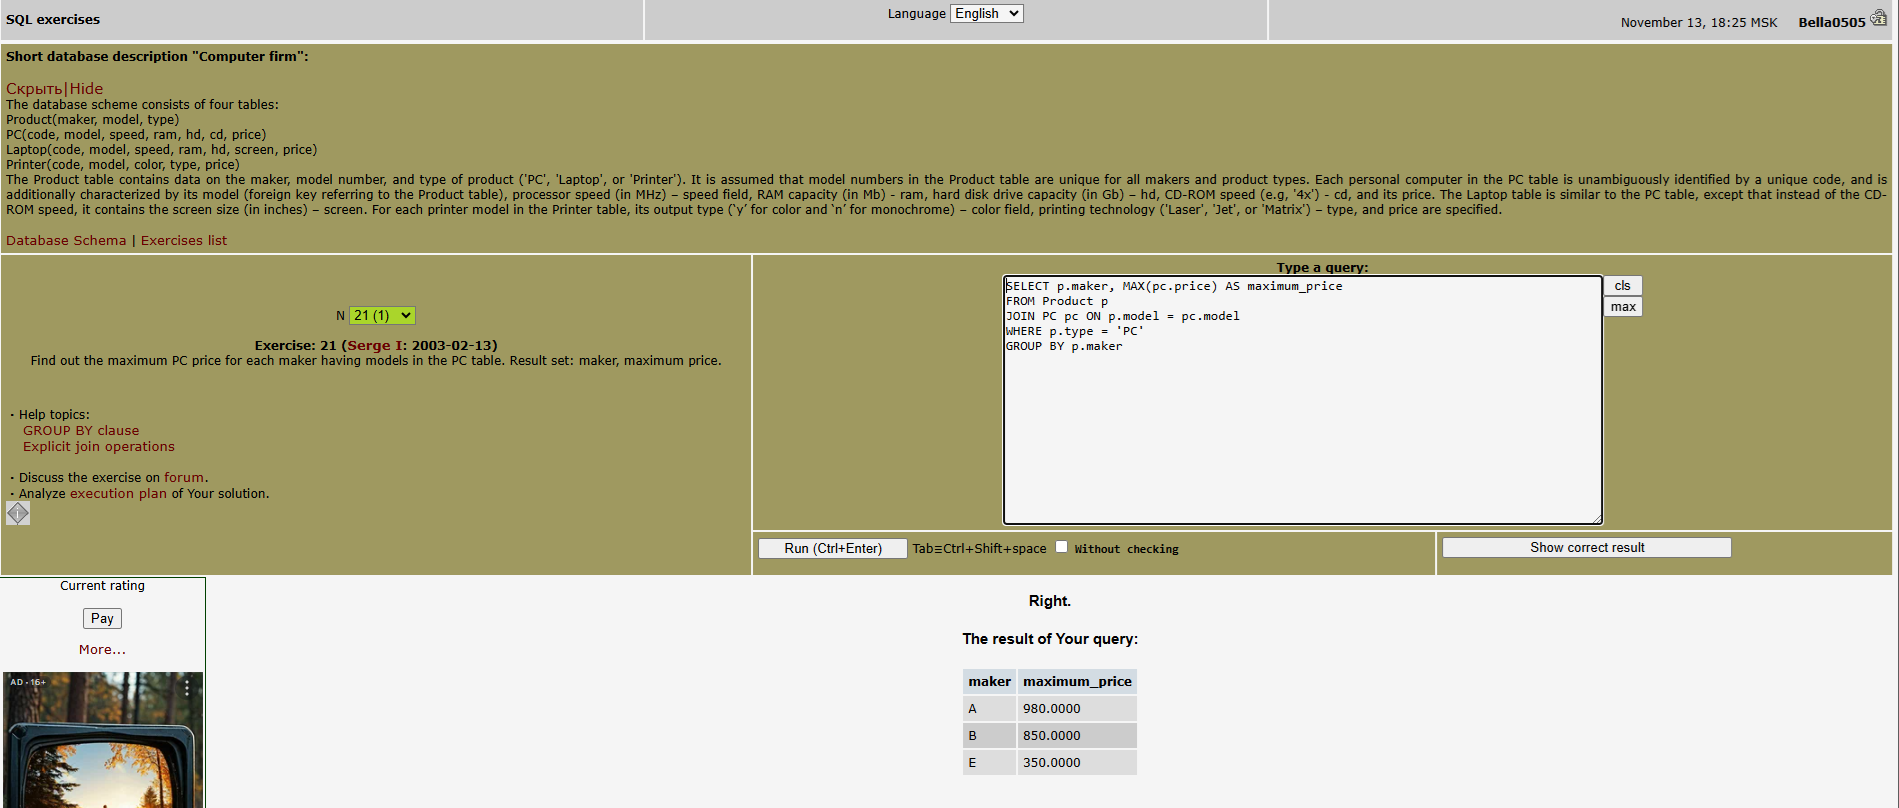 SQL exercises
Language English
November 13, 18:25 MSK Bella0505
Short database description "Computer firm":
Скрыть|Hide
The database scheme consists of four tables:
Product(maker, model, type)
PC(code, model, speed, ram, hd, cd, price)
Laptop(code, model, speed, ram, hd, screen, price)
Printer(code, model, color, type, price)
The Product table contains data on the maker, model number, and type of product ('PC', 'Laptop', or 'Printer'). It is assumed that model numbers in the Product table are unique for all makers and product types. Each personal computer in the PC table is unambiguously identified by a unique code, and is
additionally characterized by its model (foreign key referring to the Product table), processor speed (in MHz) – speed field, RAM capacity (in Mb) - ram, hard disk drive capacity (in Gb) – hd, CD-ROM speed (e.g, '4x') - cd, and its price. The Laptop table is similar to the PC table, except that instead of the CD-
ROM speed, it contains the screen size (in inches) – screen. For each printer model in the Printer table, its output type (‘y’ for color and ‘n’ for monochrome) – color field, printing technology ('Laser', 'Jet', or 'Matrix') – type, and price are specified.
Database Schema | Exercises list
N 21 (1)
Exercise: 21 (Serge I: 2003-02-13)
Find out the maximum PC price for each maker having models in the PC table. Result set: maker, maximum price.
· Help topics:
GROUP BY clause
Explicit join operations
· Discuss the exercise on forum.
· Analyze execution plan of Your solution.
Type a query:
SELECT p.maker, MAX(pc.price) AS maximum_price
FROM Product p
JOIN PC pc ON p.model = pc.model
WHERE p.type = 'PC'
GROUP BY p.maker
cls
max
Run (Ctrl+Enter) Tab≡Ctrl+Shift+space Without checking
Show correct result
Current rating
Pay
More...
AD · 16+
Right.
The result of Your query:
maker maximum_price
A 980.0000
B 850.0000
E 350.0000